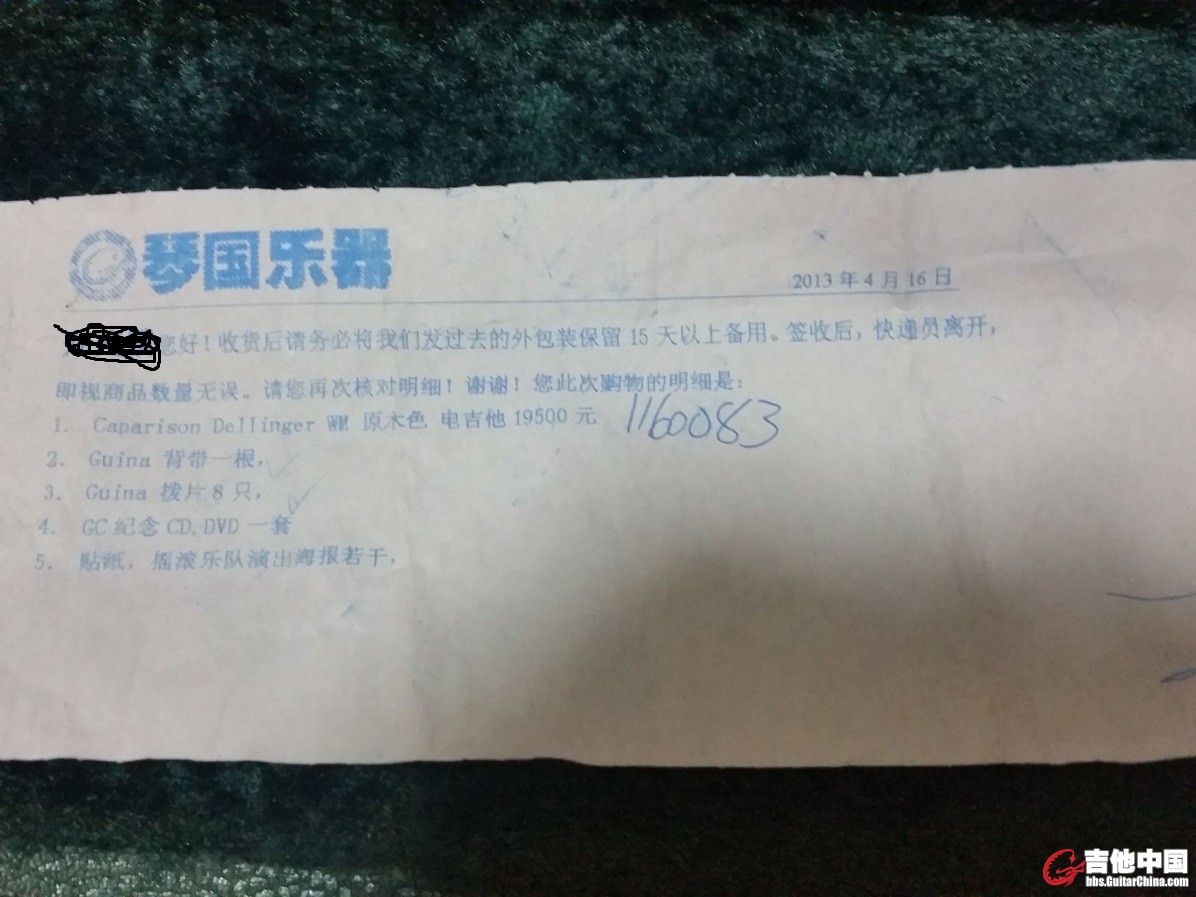 琴国乐器
2013 年 4 月 16 日
您好！收货后请务必将我们发过去的外包装保留 15 天以上备用。签收后，快递员离开，
即视商品数量无误。请您再次核对明细！谢谢！您此次购物的明细是：
1. Caparison Dellinger WM 原木色 电吉他 19500 元 1160083
2. Guina 背带一根，
3. Guina 拨片 8 只，
4. GC 纪念 CD、DVD 一套
5. 贴纸，摇滚乐队演出海报若干，
吉他中国
bbs.GuitarChina.com